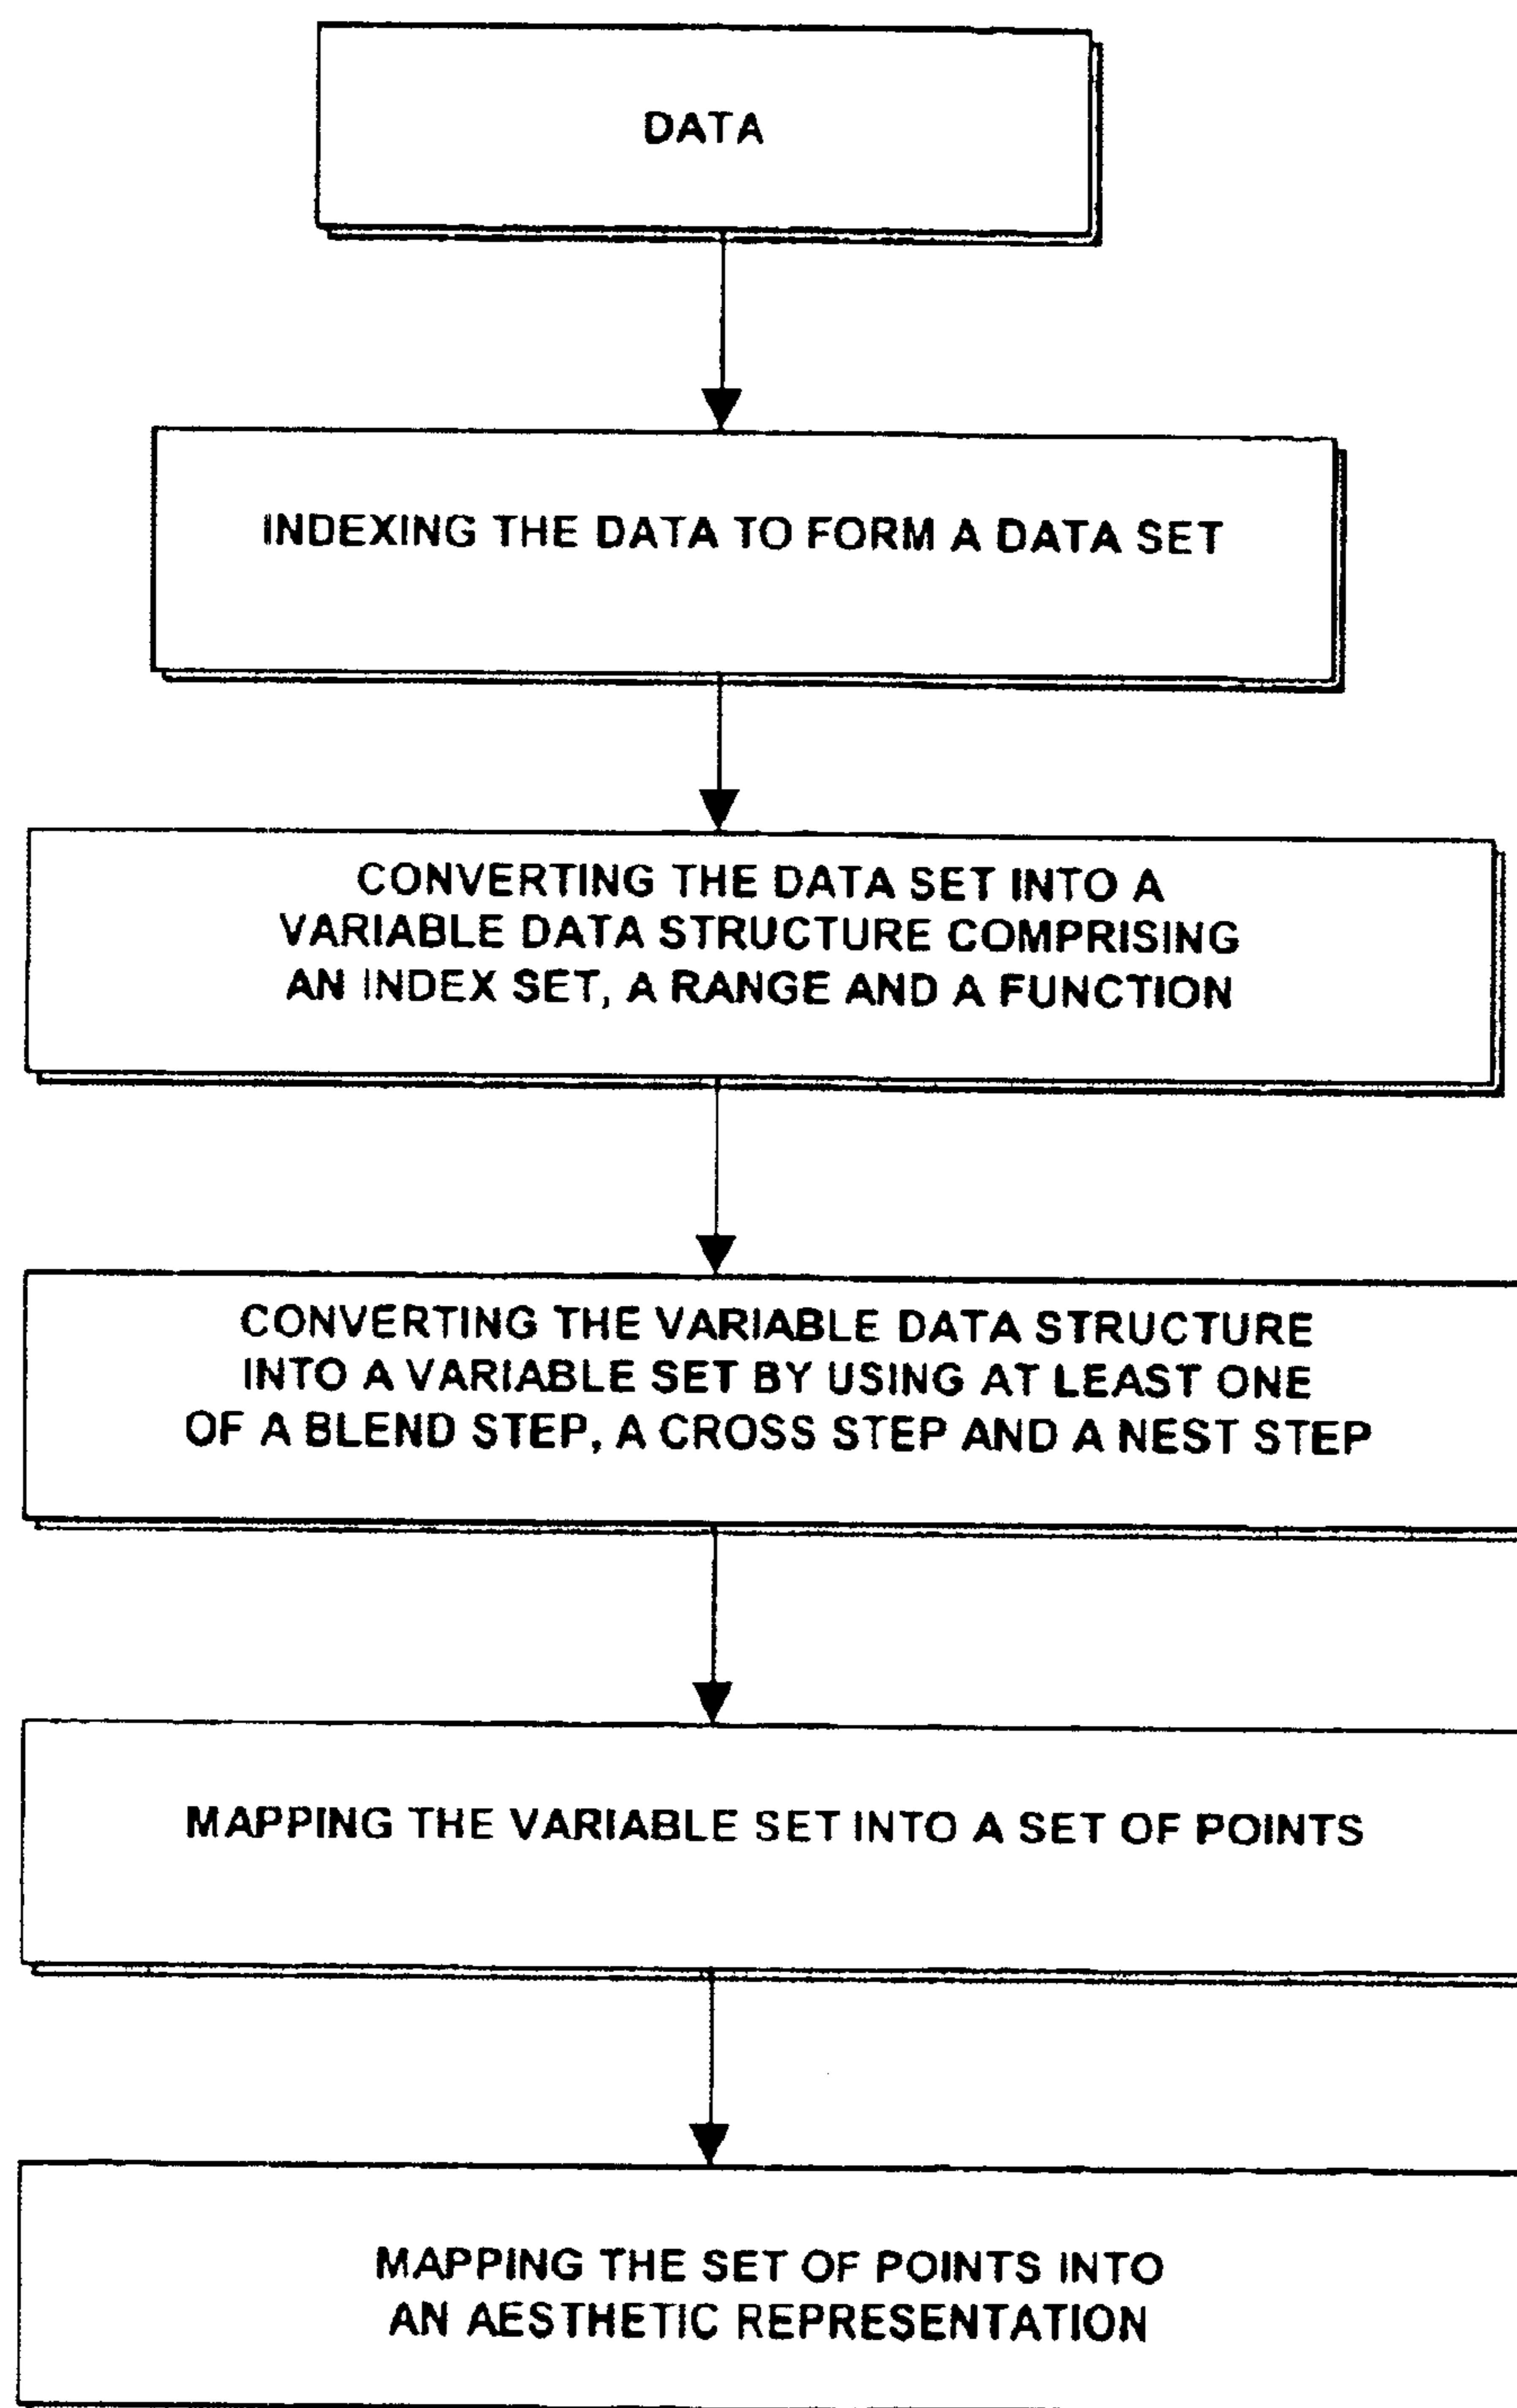 DATA
INDEXING THE DATA TO FORM A DATA SET
CONVERTING THE DATA SET INTO A
VARIABLE DATA STRUCTURE COMPRISING
AN INDEX SET, A RANGE AND A FUNCTION
CONVERTING THE VARIABLE DATA STRUCTURE
INTO A VARIABLE SET BY USING AT LEAST ONE
OF A BLEND STEP, A CROSS STEP AND A NEST STEP
MAPPING THE VARIABLE SET INTO A SET OF POINTS
MAPPING THE SET OF POINTS INTO
AN AESTHETIC REPRESENTATION